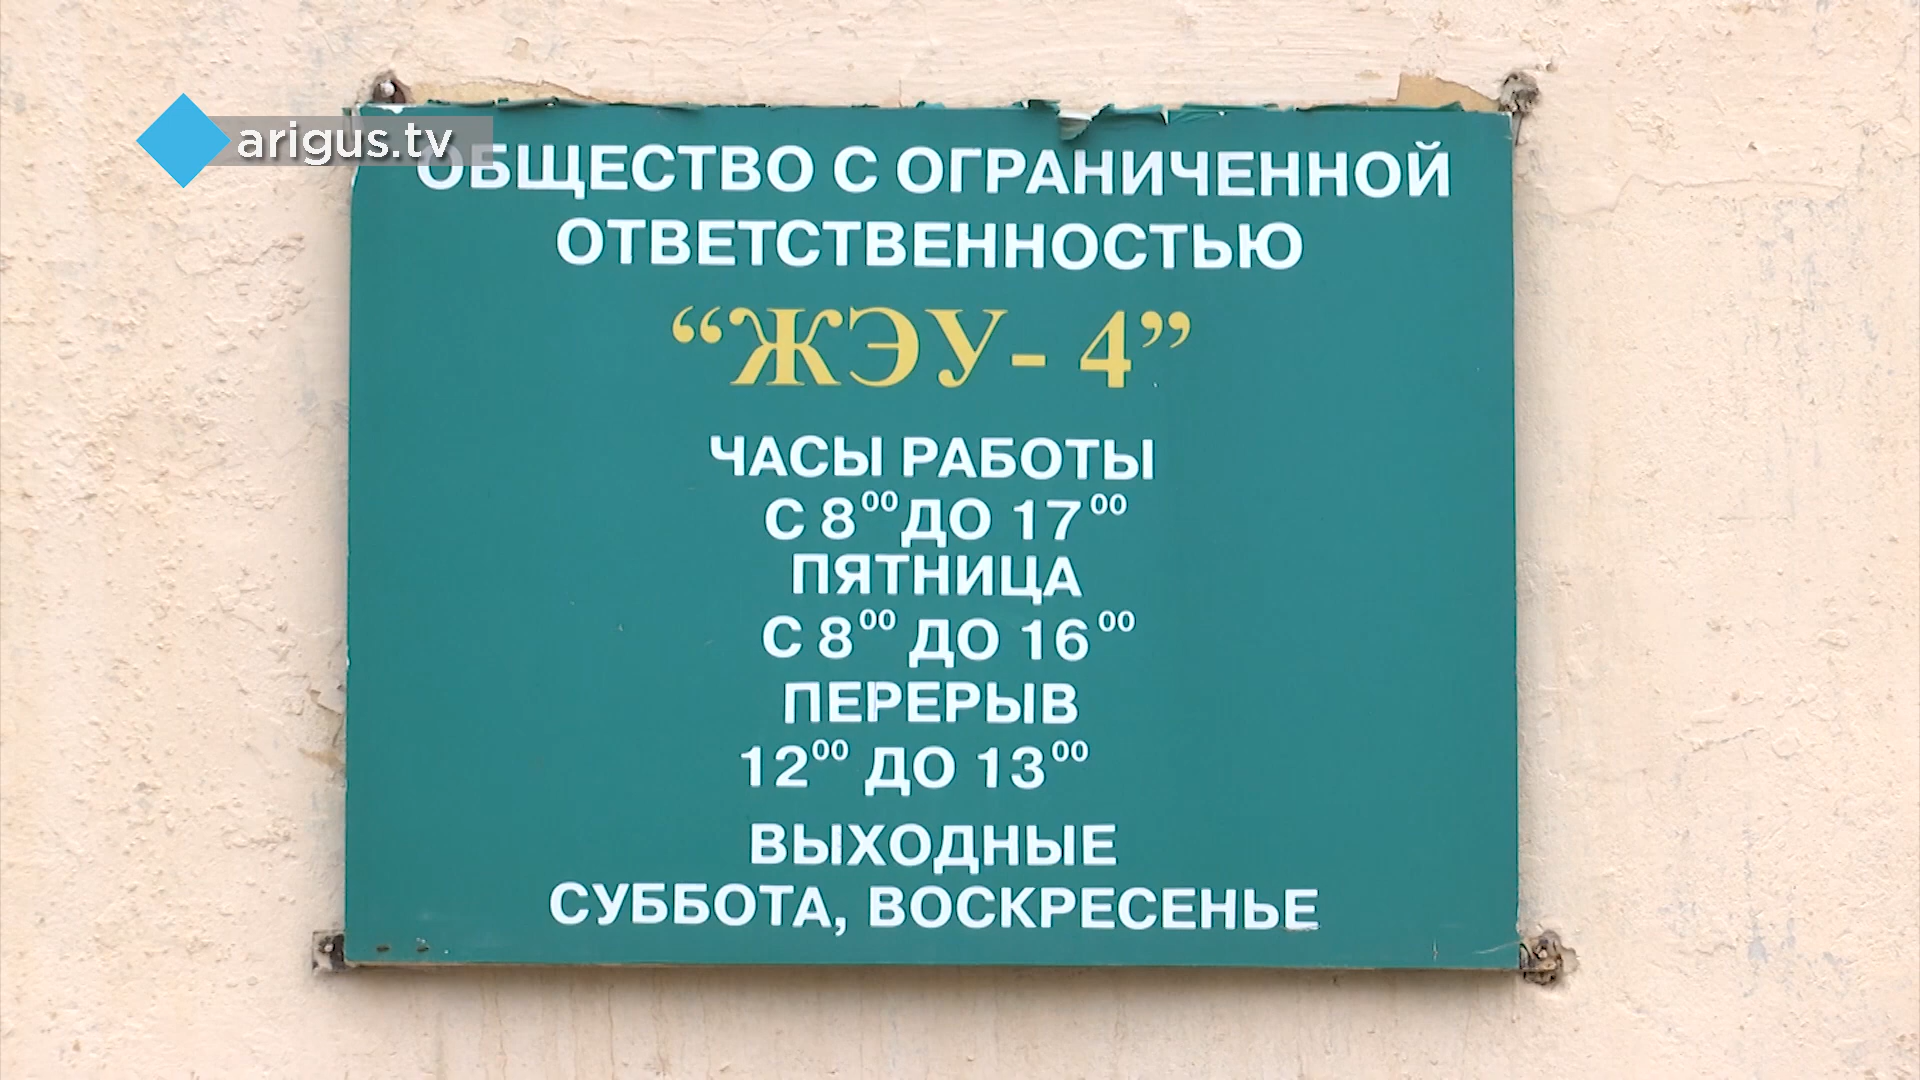 arigus.tv
ОБЩЕСТВО С ОГРАНИЧЕННОЙ
ОТВЕТСТВЕННОСТЬЮ
“ЖЭУ- 4”
ЧАСЫ РАБОТЫ
С 8⁰⁰ ДО 17⁰⁰
ПЯТНИЦА
С 8⁰⁰ ДО 16⁰⁰
ПЕРЕРЫВ
12⁰⁰ ДО 13⁰⁰
ВЫХОДНЫЕ
СУББОТА, ВОСКРЕСЕНЬЕ